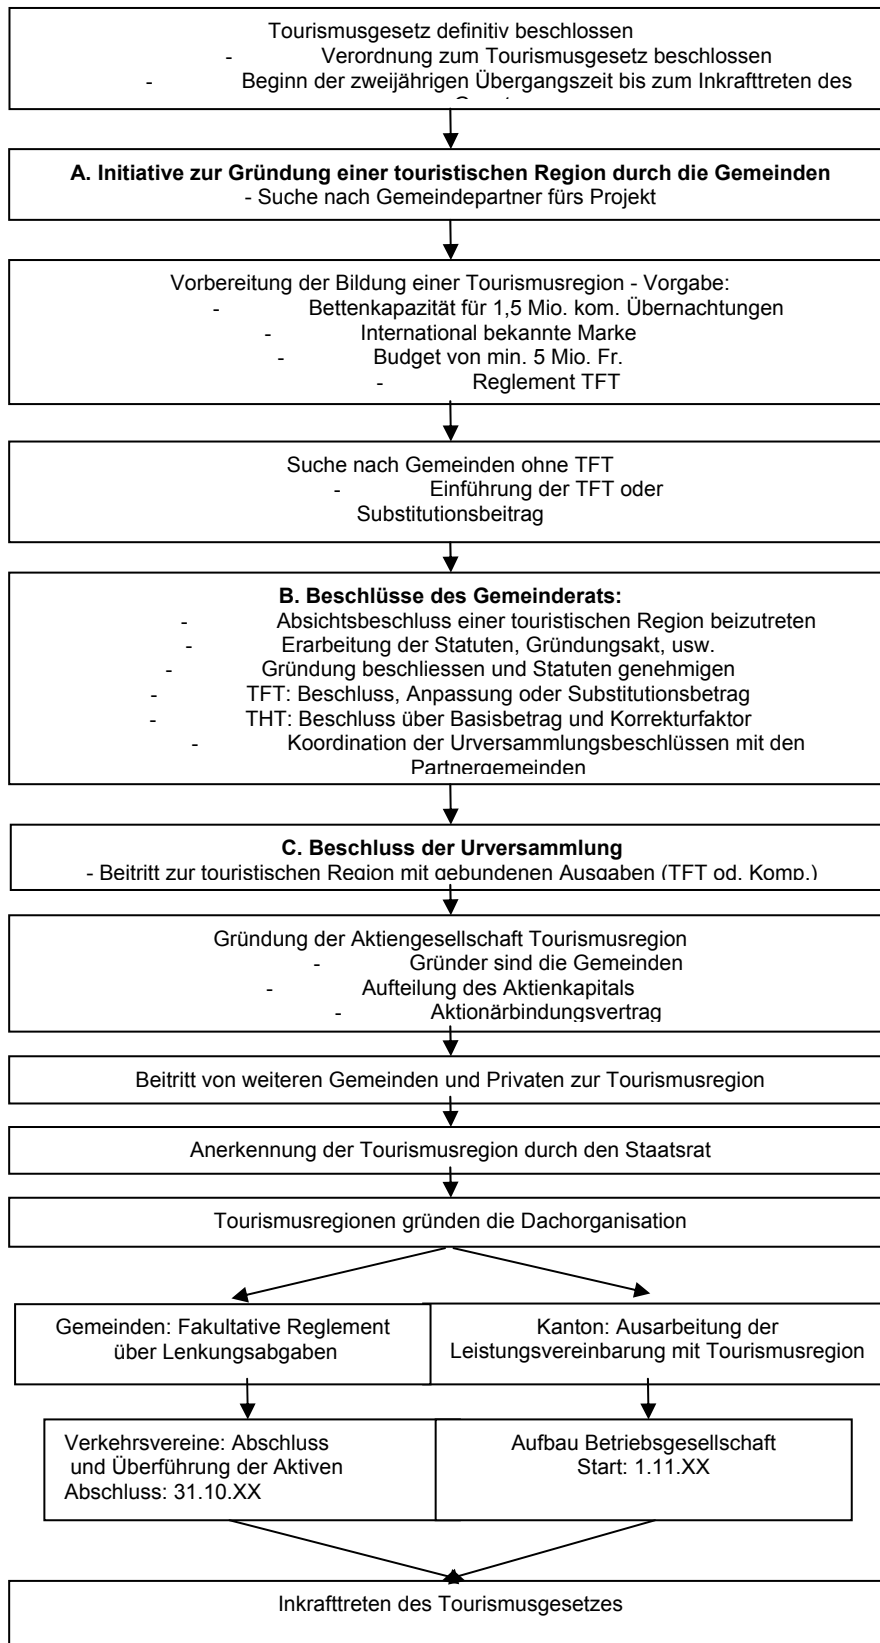 Tourismusgesetz definitiv beschlossen
- Verordnung zum Tourismusgesetz beschlossen
- Beginn der zweijährigen Übergangszeit bis zum Inkrafttreten des
A. Initiative zur Gründung einer touristischen Region durch die Gemeinden
- Suche nach Gemeindepartner fürs Projekt
Vorbereitung der Bildung einer Tourismusregion - Vorgabe:
- Bettenkapazität für 1,5 Mio. kom. Übernachtungen
- International bekannte Marke
- Budget von min. 5 Mio. Fr.
- Reglement TFT
Suche nach Gemeinden ohne TFT
- Einführung der TFT oder
Substitutionsbeitrag
B. Beschlüsse des Gemeinderats:
- Absichtsbeschluss einer touristischen Region beizutreten
- Erarbeitung der Statuten, Gründungsakt, usw.
- Gründung beschliessen und Statuten genehmigen
- TFT: Beschluss, Anpassung oder Substitutionsbetrag
- THT: Beschluss über Basisbetrag und Korrekturfaktor
- Koordination der Urversammlungsbeschlüssen mit den
Partnergemeinden
C. Beschluss der Urversammlung
- Beitritt zur touristischen Region mit gebundenen Ausgaben (TFT od. Komp.)
Gründung der Aktiengesellschaft Tourismusregion
- Gründer sind die Gemeinden
- Aufteilung des Aktienkapitals
- Aktionärbindungsvertrag
Beitritt von weiteren Gemeinden und Privaten zur Tourismusregion
Anerkennung der Tourismusregion durch den Staatsrat
Tourismusregionen gründen die Dachorganisation
Gemeinden: Fakultative Reglement
über Lenkungsabgaben
Kanton: Ausarbeitung der
Leistungsvereinbarung mit Tourismusregion
Verkehrsvereine: Abschluss
und Überführung der Aktiven
Abschluss: 31.10.XX
Aufbau Betriebsgesellschaft
Start: 1.11.XX
Inkrafttreten des Tourismusgesetzes